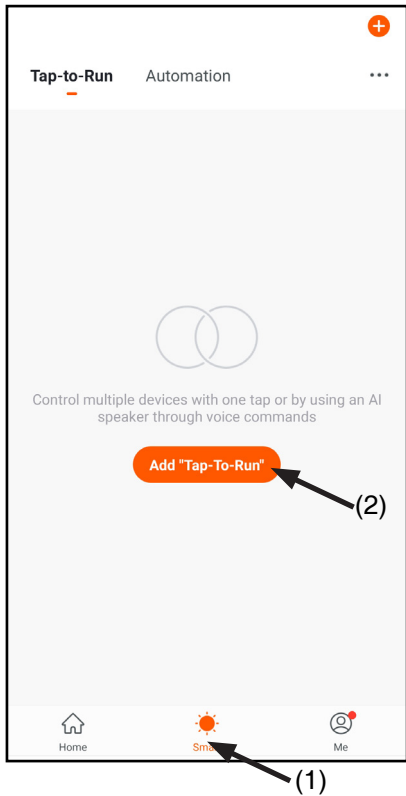 Tap-to-Run Automation
Control multiple devices with one tap or by using an AI
speaker through voice commands
Add "Tap-To-Run"
(2)
Home Smart Me
(1)